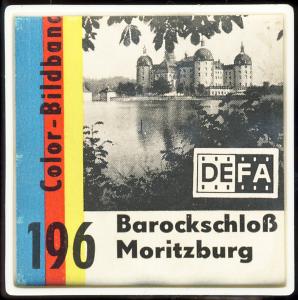 Color-Bildband
DEFA
196
Barockschloß
Moritzburg